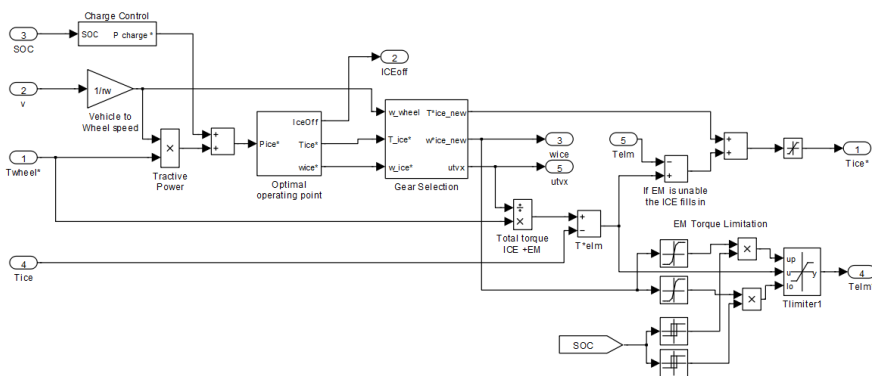 Charge Control
3
SOC
SOC P charge *
2
v
1/rw
Vehicle to
Wheel speed
1
Twheel*
×
Tractive
Power
+
+
Pice*
IceOff
Tice*
wice*
Optimal
operating point
2
ICEoff
w_wheel
T_ice*
w_ice*
T*ice_new
w*ice_new
utvx
Gear Selection
3
wice
5
utvx
5
Telm
−
+
If EM is unable
the ICE fills in
+
+
1
Tice*
÷
×
Total torque
ICE +EM
+
−
T*elm
4
Tice
EM Torque Limitation
×
×
up
u
lo
y
Tlimiter1
4
Telm*
SOC